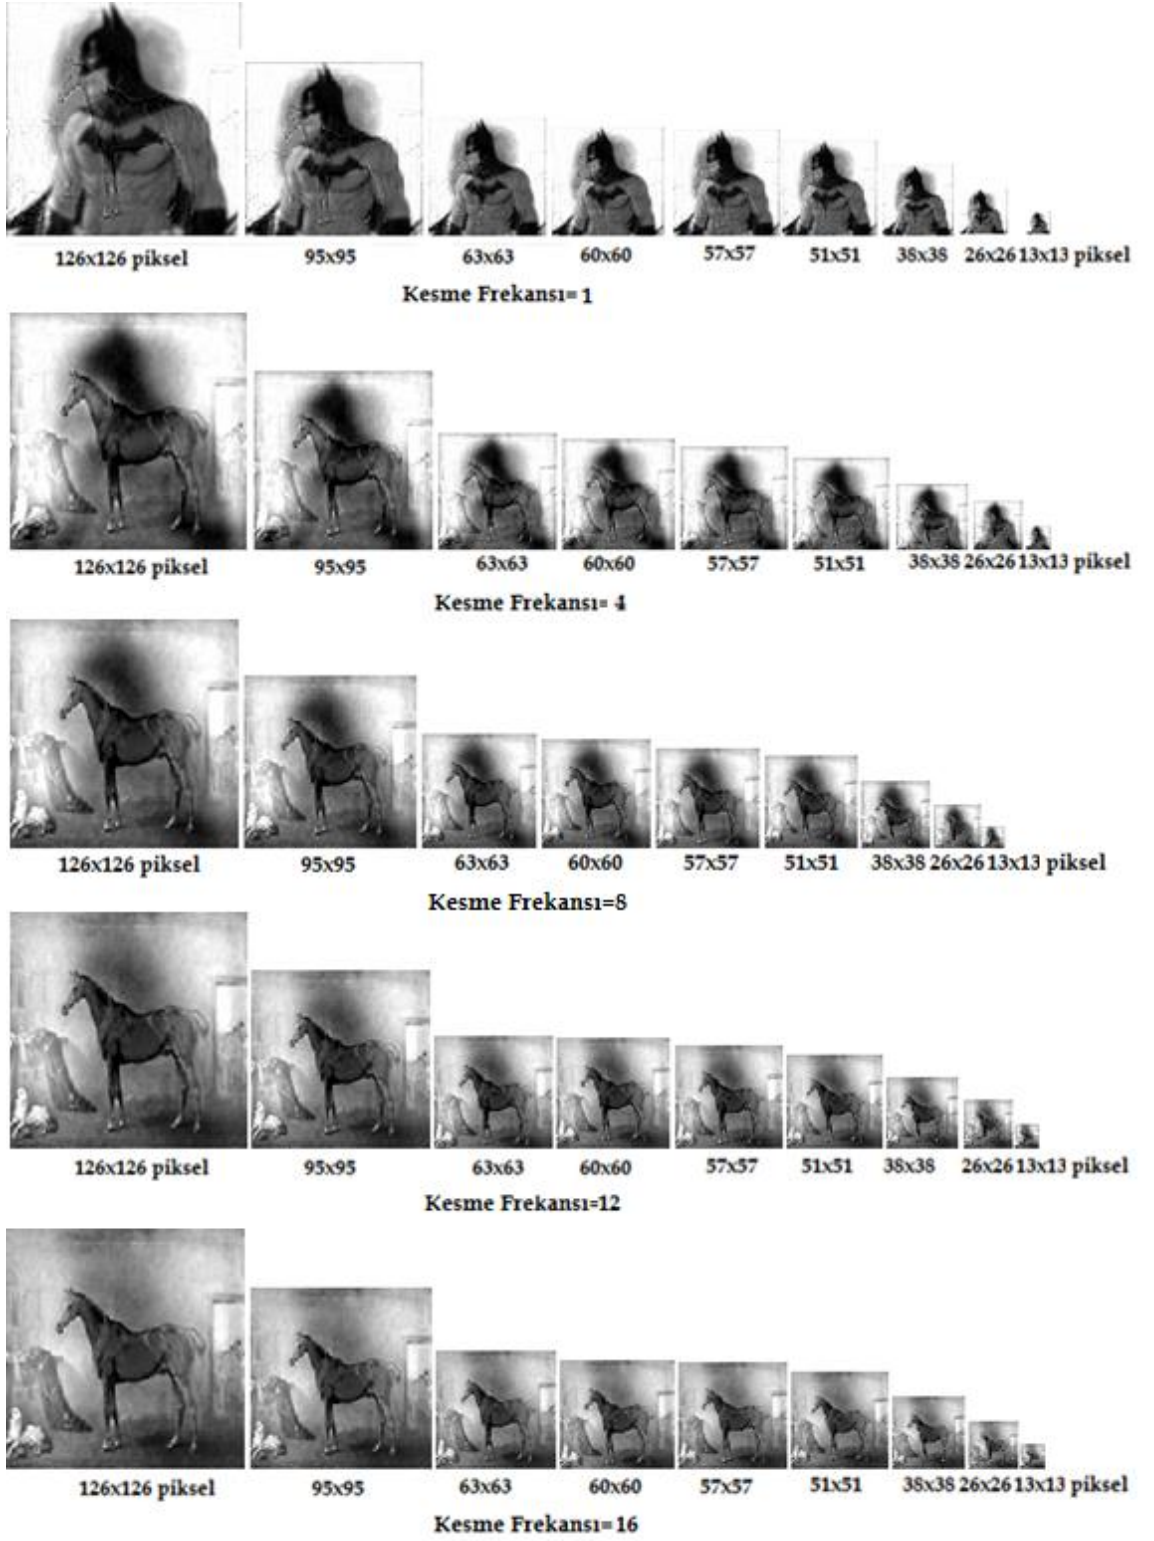 126x126 piksel 95x95 63x63 60x60 57x57 51x51 38x38 26x26 13x13 piksel
Kesme Frekansı= 1
126x126 piksel 95x95 63x63 60x60 57x57 51x51 38x38 26x26 13x13 piksel
Kesme Frekansı= 4
126x126 piksel 95x95 63x63 60x60 57x57 51x51 38x38 26x26 13x13 piksel
Kesme Frekansı=8
126x126 piksel 95x95 63x63 60x60 57x57 51x51 38x38 26x26 13x13 piksel
Kesme Frekansı=12
126x126 piksel 95x95 63x63 60x60 57x57 51x51 38x38 26x26 13x13 piksel
Kesme Frekansı=16